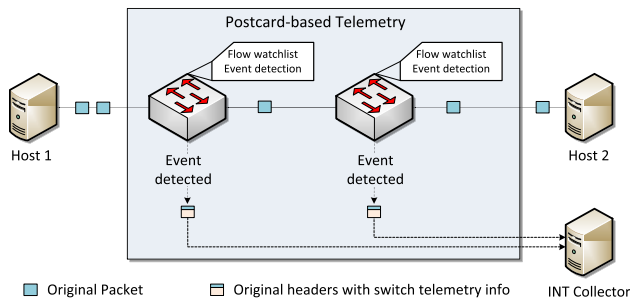 Postcard-based Telemetry
Flow watchlist
Event detection
Flow watchlist
Event detection
Host 1
Host 2
Event
detected
Event
detected
INT Collector
Original Packet
Original headers with switch telemetry info